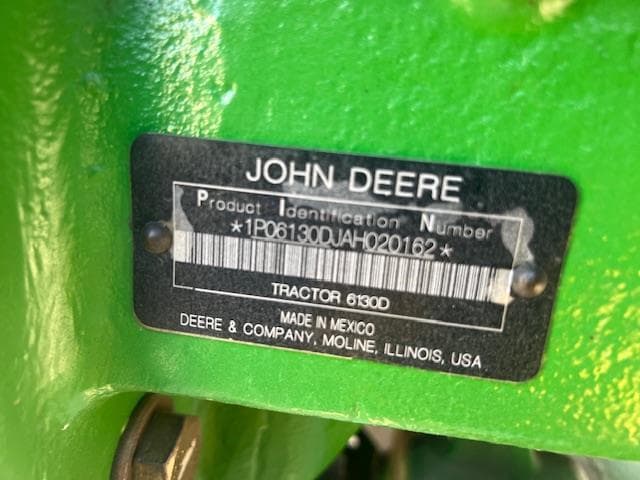 JOHN DEERE
Product Identification Number
*1P06130DJAH020162*
TRACTOR 6130D
MADE IN MEXICO
DEERE & COMPANY, MOLINE, ILLINOIS, USA